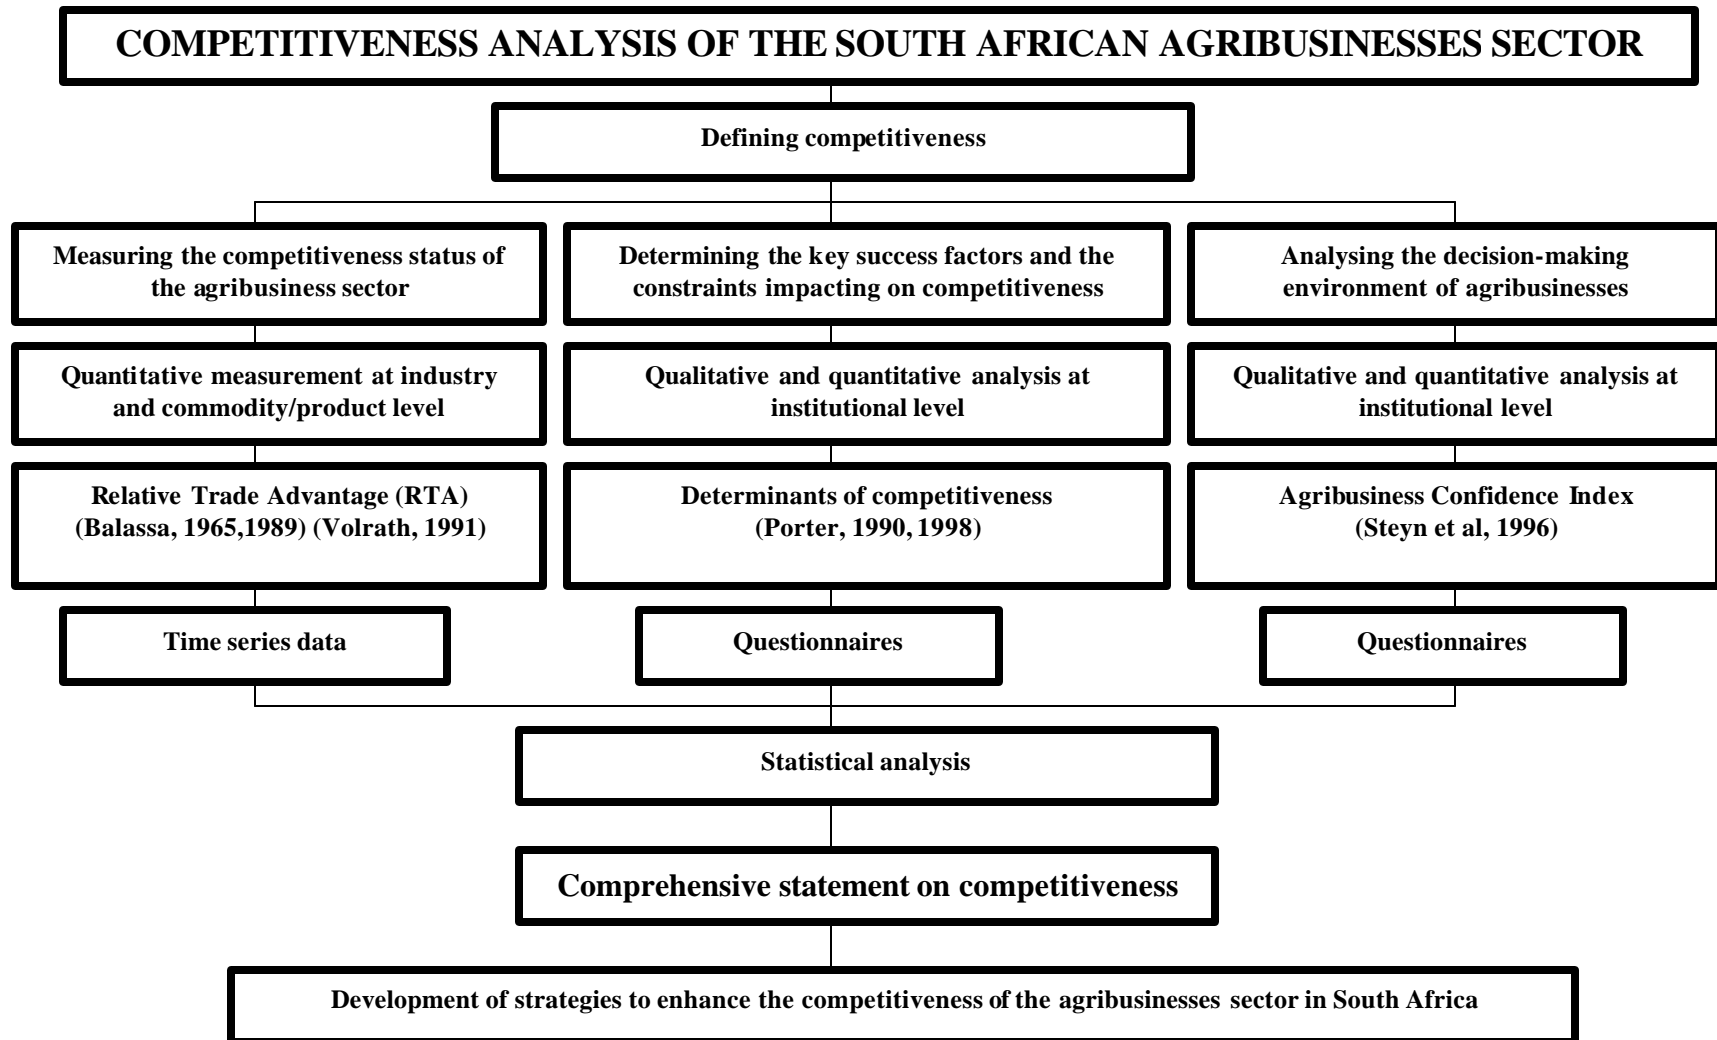 COMPETITIVENESS ANALYSIS OF THE SOUTH AFRICAN AGRIBUSINESSES SECTOR
Defining competitiveness
Measuring the competitiveness status of
the agribusiness sector
Determining the key success factors and the
constraints impacting on competitiveness
Analysing the decision-making
environment of agribusinesses
Quantitative measurement at industry
and commodity/product level
Qualitative and quantitative analysis at
institutional level
Qualitative and quantitative analysis at
institutional level
Relative Trade Advantage (RTA)
(Balassa, 1965,1989) (Volrath, 1991)
Determinants of competitiveness
(Porter, 1990, 1998)
Agribusiness Confidence Index
(Steyn et al, 1996)
Time series data
Questionnaires
Questionnaires
Statistical analysis
Comprehensive statement on competitiveness
Development of strategies to enhance the competitiveness of the agribusinesses sector in South Africa